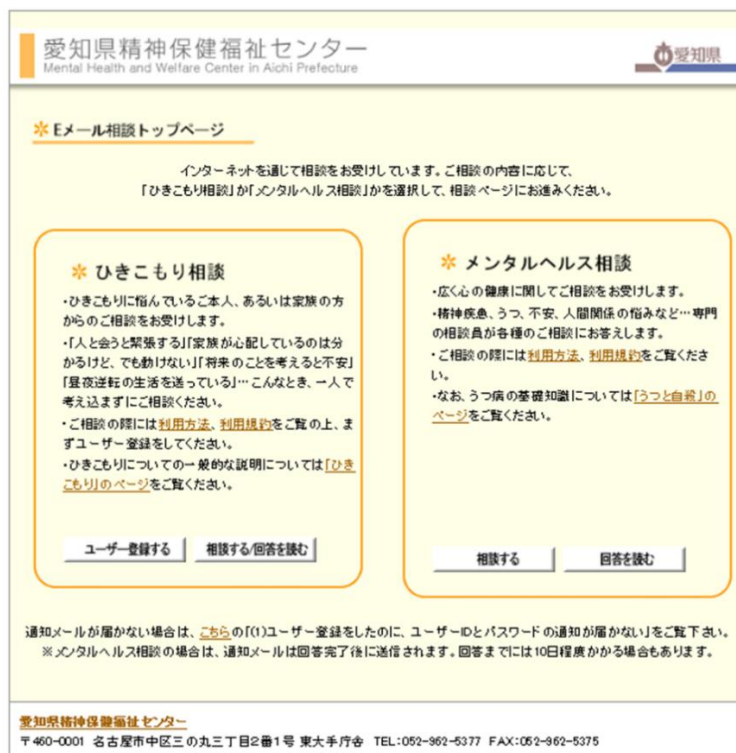 愛知県精神保健福祉センター
Mental Health and Welfare Center in Aichi Prefecture
愛知県
Eメール相談トップページ
インターネットを通じて相談をお受けしています。ご相談の内容に応じて、
「ひきこもり相談」か「メンタルヘルス相談」かを選択して、相談ページにお進みください。
ひきこもり相談
・ひきこもりに悩んでいるご本人、あるいは家族の方
からのご相談をお受けします。
・「人と会うと緊張する」「家族が心配しているのは分
かるけど、でも動けない」「将来のことを考えると不安」
「昼夜逆転の生活を送っている」…こんなとき、一人で
考え込まずにご相談ください。
・ご相談の際には利用方法、利用規約をご覧の上、ま
ずユーザー登録をしてください。
・ひきこもりについての一般的な説明については「ひき
こもり」のページをご覧ください。
ユーザー登録する
相談する/回答を読む
メンタルヘルス相談
・広く心の健康に関してご相談をお受けします。
・精神疾患、うつ、不安、人間関係の悩みなど…専門
の相談員が各種のご相談にお答えします。
・ご相談の際には利用方法、利用規約をご覧くださ
い。
・なお、うつ病の基礎知識については「うつと自殺」の
ページをご覧ください。
相談する
回答を読む
通知メールが届かない場合は、こちらの「(1)ユーザー登録をしたのに、ユーザーIDとパスワードの通知が届かない」をご覧下さい。
※メンタルヘルス相談の場合は、通知メールは回答完了後に送信されます。回答までには10日程度かかる場合もあります。
愛知県精神保健福祉センター
〒460-0001 名古屋市中区三の丸三丁目2番1号 東大手庁舎 TEL:052-962-5377 FAX:052-962-5375